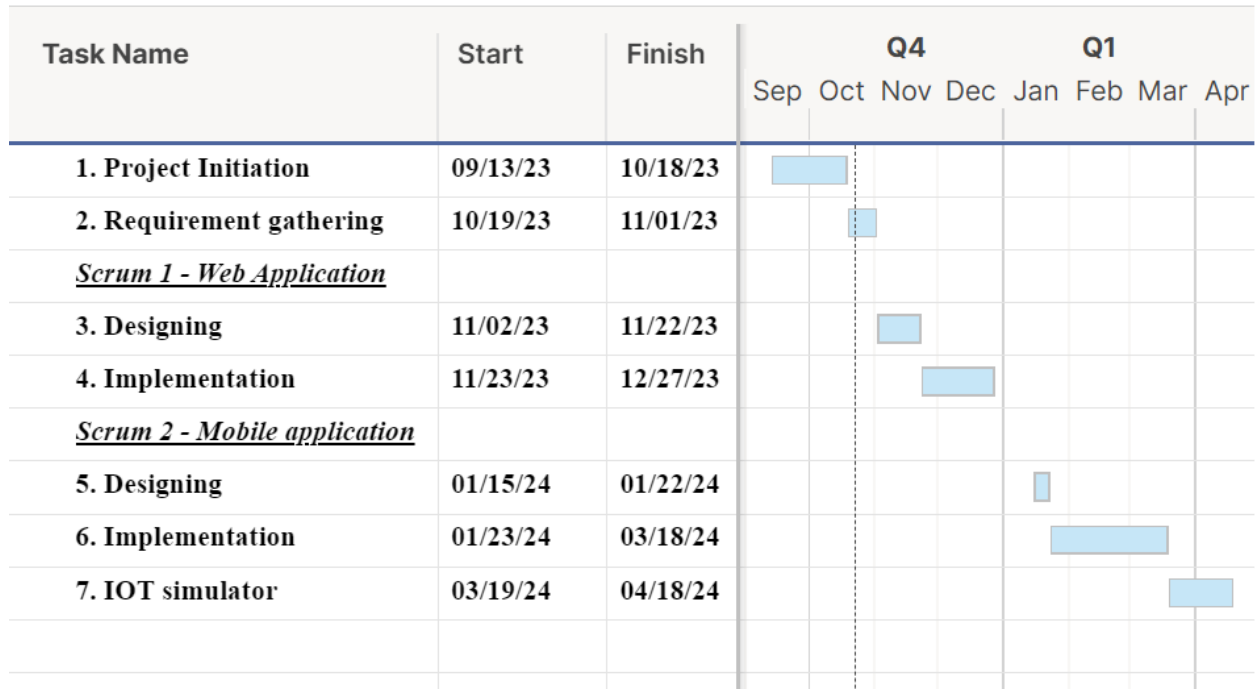 Task Name Start Finish Q4 Q1
Sep Oct Nov Dec Jan Feb Mar Apr
1. Project Initiation 09/13/23 10/18/23
2. Requirement gathering 10/19/23 11/01/23
Scrum 1 - Web Application
3. Designing 11/02/23 11/22/23
4. Implementation 11/23/23 12/27/23
Scrum 2 - Mobile application
5. Designing 01/15/24 01/22/24
6. Implementation 01/23/24 03/18/24
7. IOT simulator 03/19/24 04/18/24